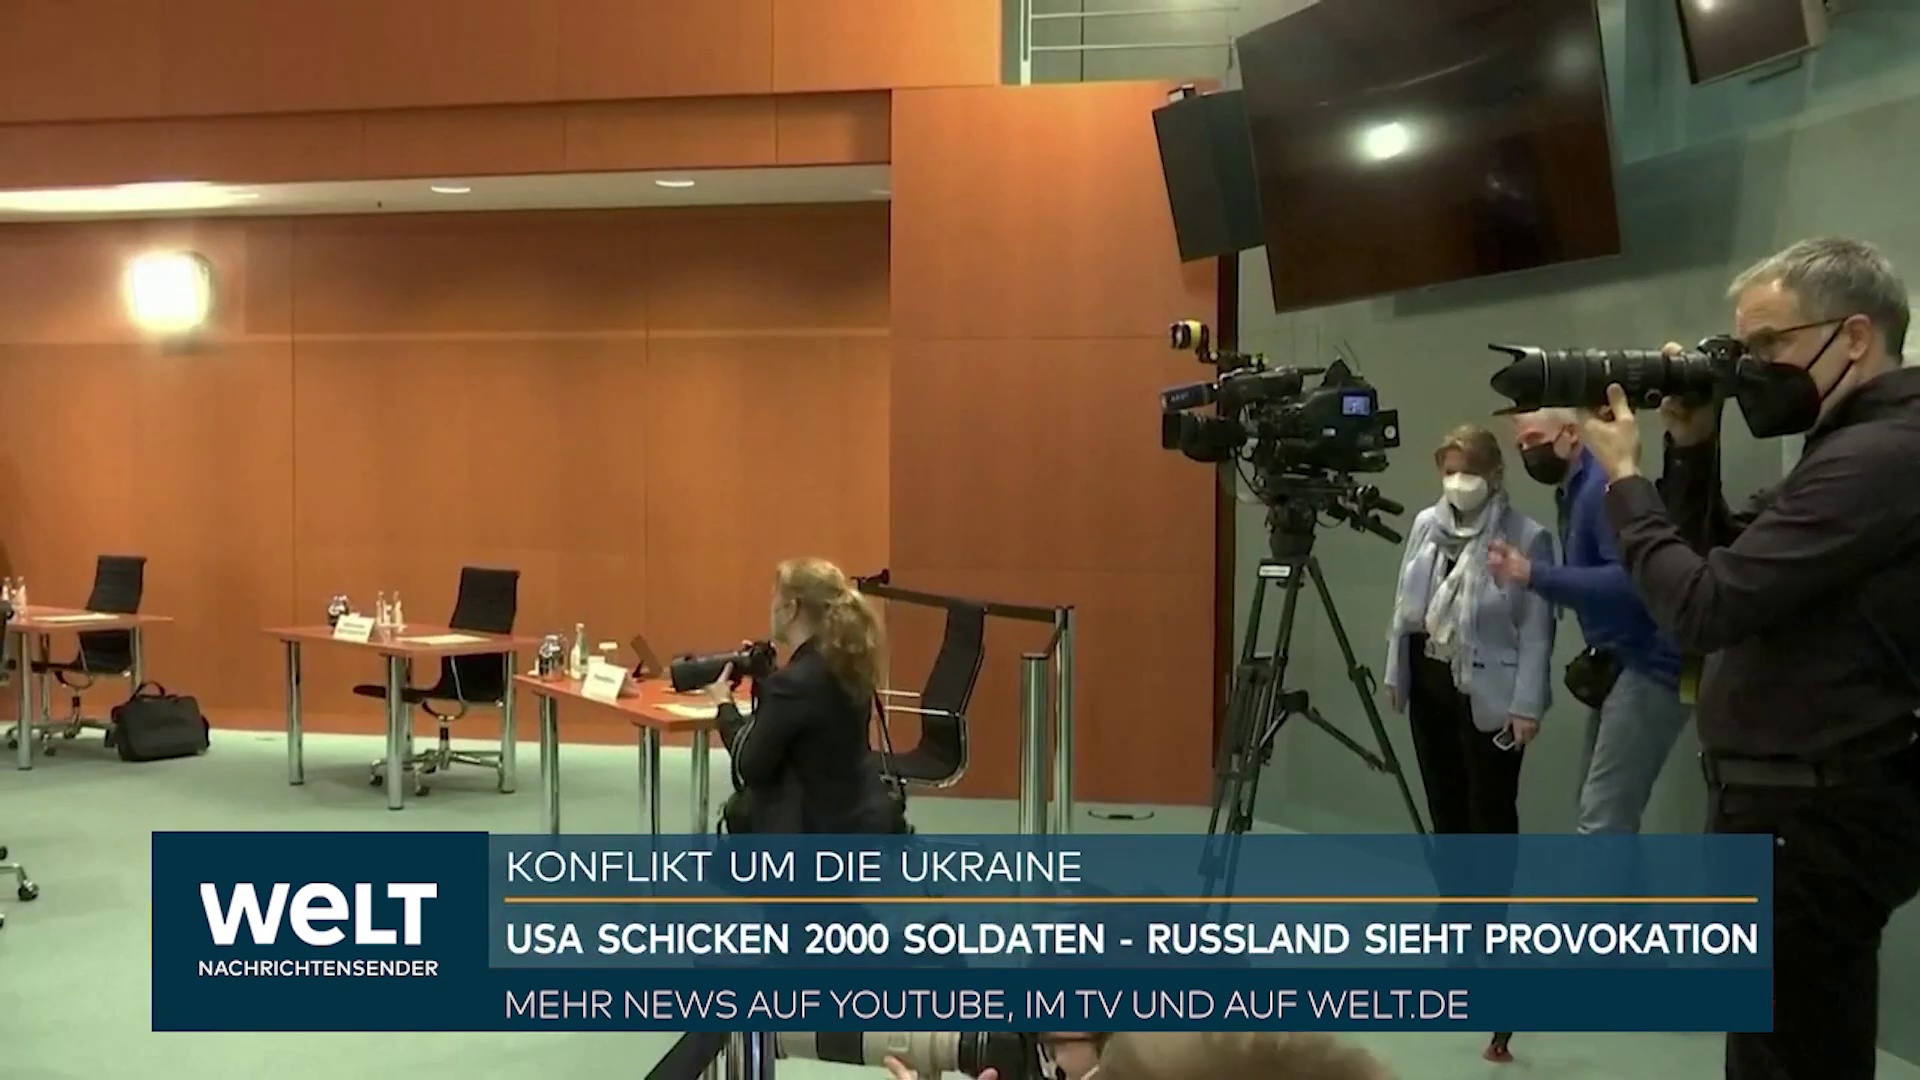 KONFLIKT UM DIE UKRAINE
WELT
NACHRICHTENSENDER
USA SCHICKEN 2000 SOLDATEN - RUSSLAND SIEHT PROVOKATION
MEHR NEWS AUF YOUTUBE, IM TV UND AUF WELT.DE